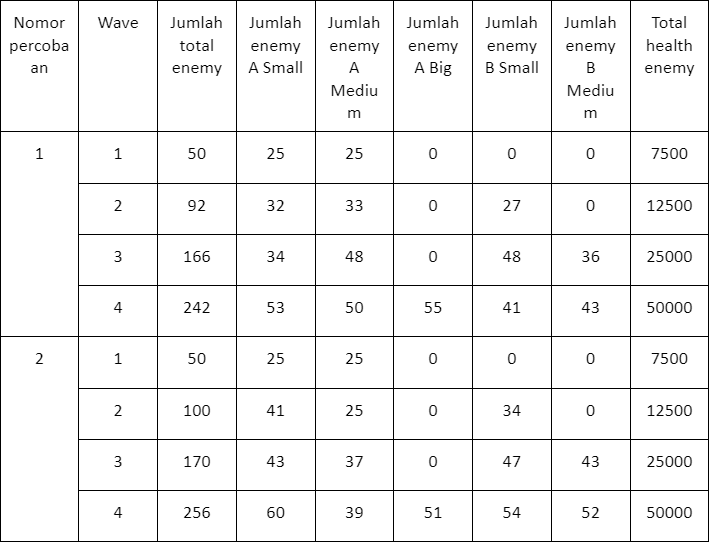 Nomor percoba an | Wave | Jumlah total enemy | Jumlah enemy A Small | Jumlah enemy A Mediu m | Jumlah enemy A Big | Jumlah enemy B Small | Jumlah enemy B Mediu m | Total health enemy
1 | 1 | 50 | 25 | 25 | 0 | 0 | 0 | 7500
2 | 92 | 32 | 33 | 0 | 27 | 0 | 12500
3 | 166 | 34 | 48 | 0 | 48 | 36 | 25000
4 | 242 | 53 | 50 | 55 | 41 | 43 | 50000
2 | 1 | 50 | 25 | 25 | 0 | 0 | 0 | 7500
2 | 100 | 41 | 25 | 0 | 34 | 0 | 12500
3 | 170 | 43 | 37 | 0 | 47 | 43 | 25000
4 | 256 | 60 | 39 | 51 | 54 | 52 | 50000